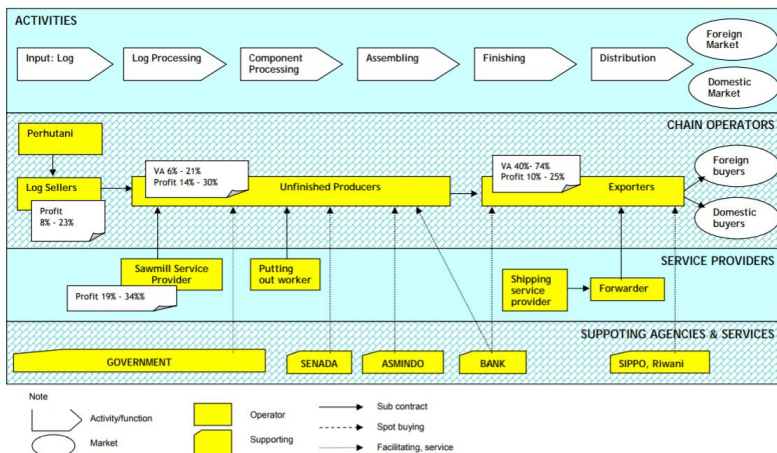 ACTIVITIES
Input: Log
Log Processing
Component
Processing
Assembling
Finishing
Distribution
Foreign
Market
Domestic
Market
CHAIN OPERATORS
Perhutani
Log Sellers
Profit
8% - 23%
VA 6% - 21%
Profit 14% - 30%
Unfinished Producers
VA 40%- 74%
Profit 10% - 25%
Exporters
Foreign
buyers
Domestic
buyers
SERVICE PROVIDERS
Sawmill Service
Provider
Profit 19% - 34%%
Putting
out worker
Shipping
service
provider
Forwarder
SUPPOTING AGENCIES & SERVICES
GOVERNMENT
SENADA
ASMINDO
BANK
SIPPO, Riwani
Note
Activity/function
Market
Operator
Supporting
Sub contract
Spot buying
Facilitating, service